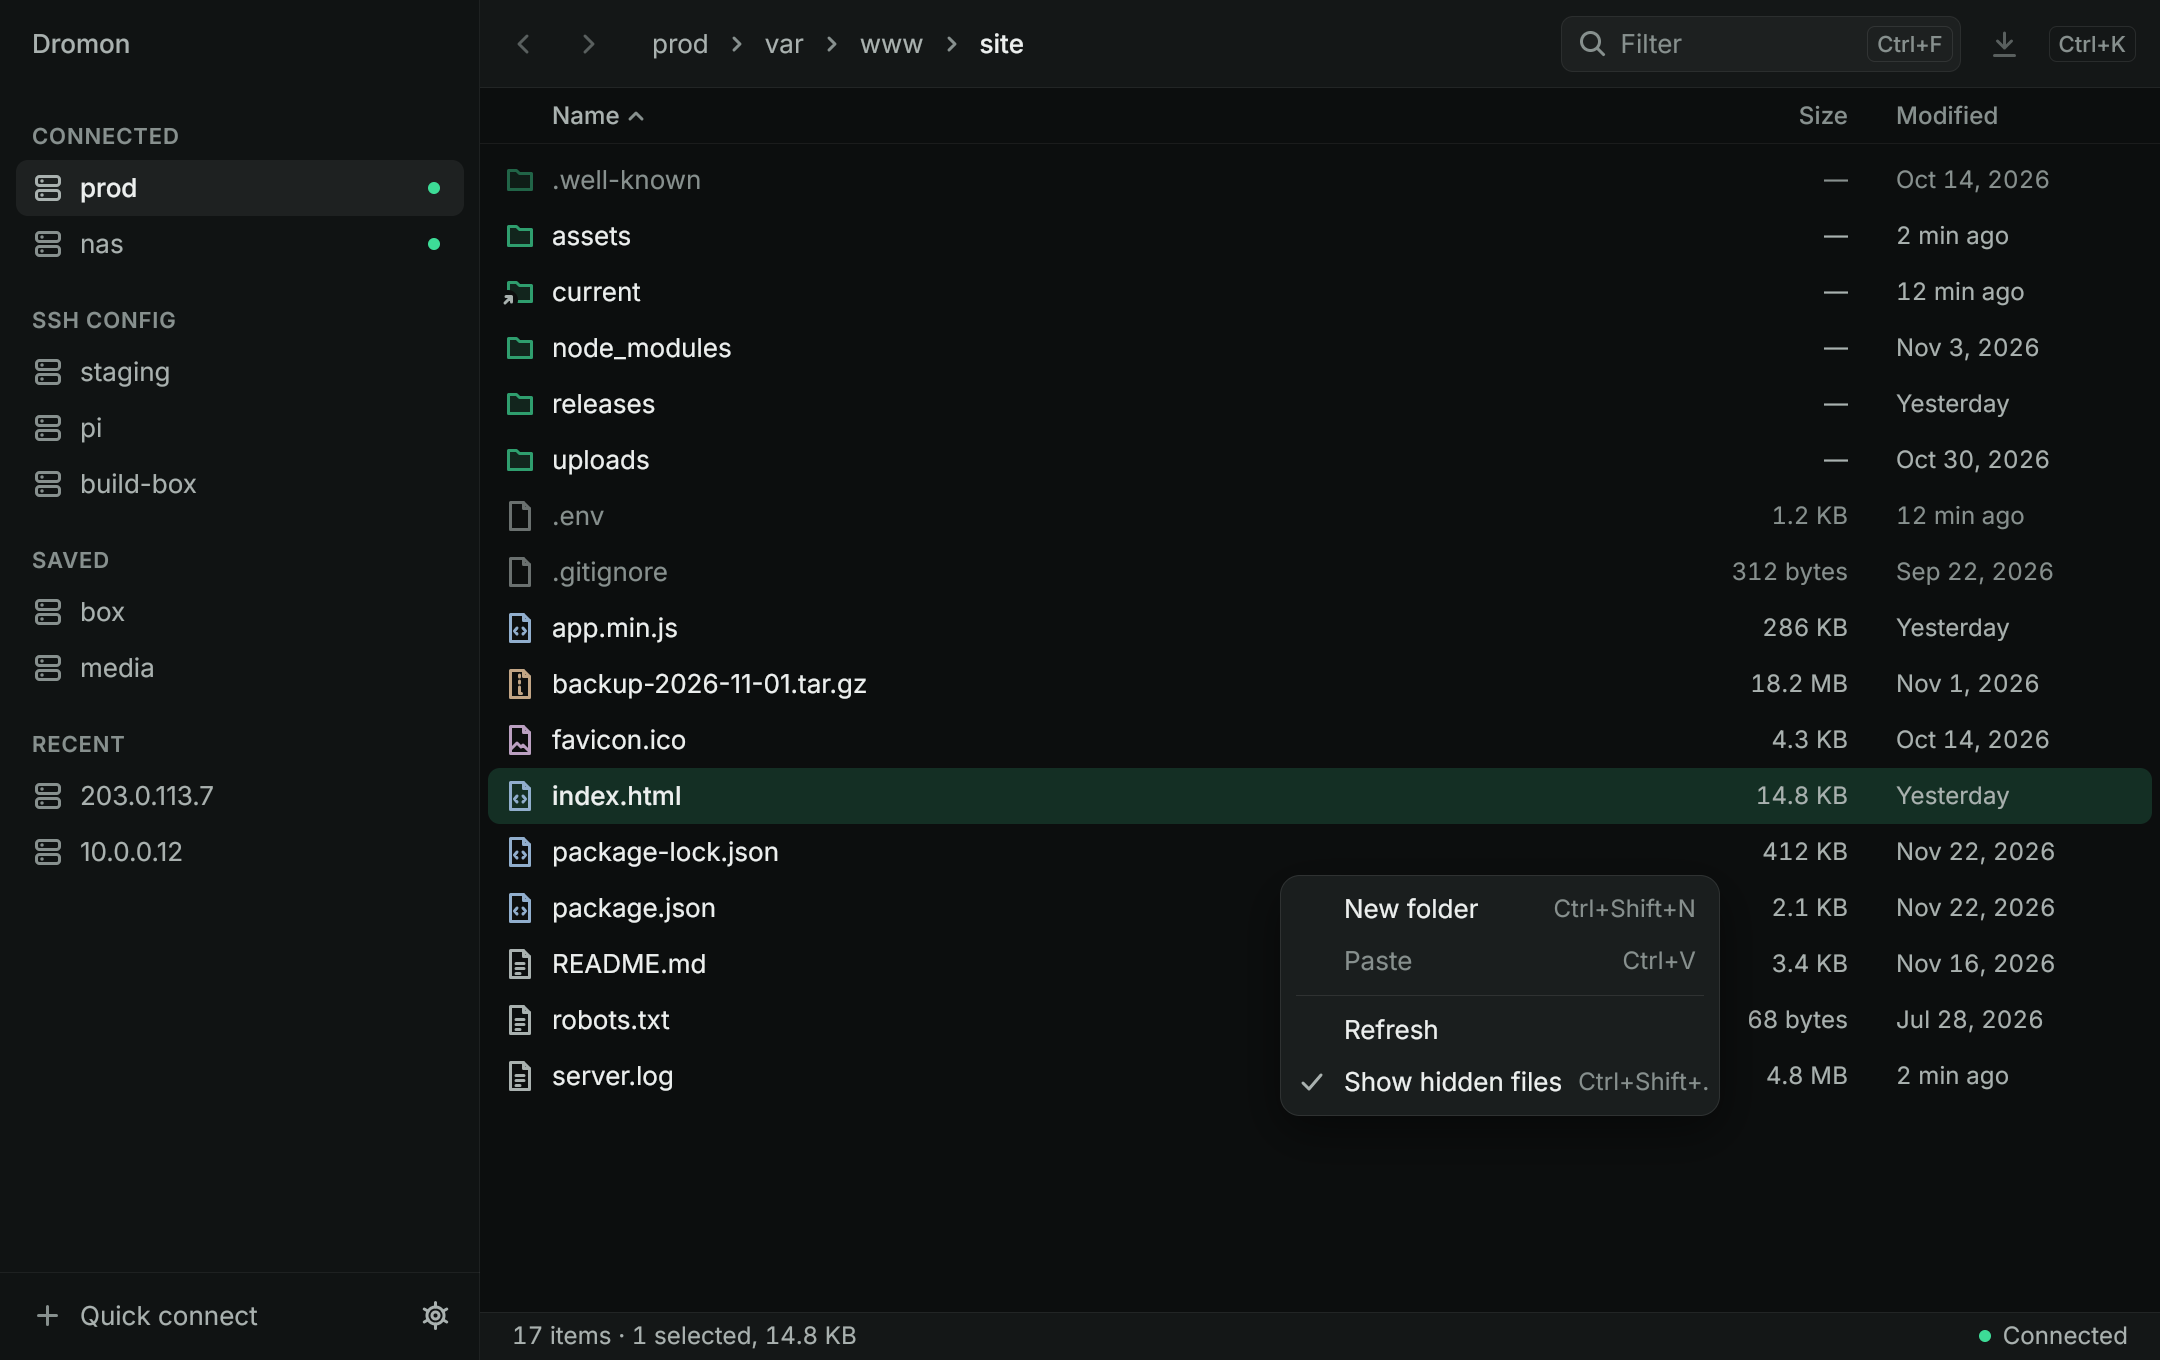 Dromon
CONNECTED
prod
nas
SSH CONFIG
staging
pi
build-box
SAVED
box
media
RECENT
203.0.113.7
10.0.0.12
Quick connect
prod > var > www > site
Filter Ctrl+F
Ctrl+K
Name Size Modified
.well-known — Oct 14, 2026
assets — 2 min ago
current — 12 min ago
node_modules — Nov 3, 2026
releases — Yesterday
uploads — Oct 30, 2026
.env 1.2 KB 12 min ago
.gitignore 312 bytes Sep 22, 2026
app.min.js 286 KB Yesterday
backup-2026-11-01.tar.gz 18.2 MB Nov 1, 2026
favicon.ico 4.3 KB Oct 14, 2026
index.html 14.8 KB Yesterday
package-lock.json 412 KB Nov 22, 2026
package.json 2.1 KB Nov 22, 2026
README.md 3.4 KB Nov 16, 2026
robots.txt 68 bytes Jul 28, 2026
server.log 4.8 MB 2 min ago
New folder Ctrl+Shift+N
Paste Ctrl+V
Refresh
Show hidden files Ctrl+Shift+.
17 items · 1 selected, 14.8 KB
Connected